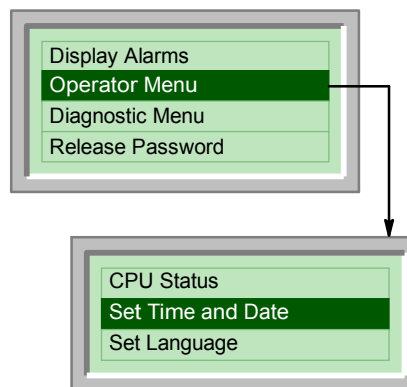 Display Alarms
Operator Menu
Diagnostic Menu
Release Password
CPU Status
Set Time and Date
Set Language